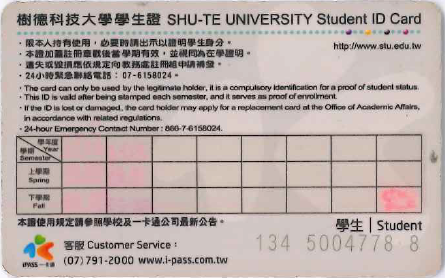 樹德科技大學學生證 SHU-TE UNIVERSITY Student ID Card
・限本人持有使用，必要時請出示以證明學生身分。
http://www.stu.edu.tw
・本證加蓋註冊章戳後當學期有效，並視同為在學證明。
・遺失或毀損應依規定向教務處註冊組申請補發。
・24小時緊急聯絡電話：07-6158024。
・The card can only be used by the legitimate holder, it is a compulsory identification for a proof of student status.
・This ID is valid after being stamped each semester, and it serves as proof of enrolment.
・If the ID is lost or damaged, the card holder may apply for a replacement card at the Office of Academic Affairs,
in accordance with related regulations.
・24-hour Emergency Contact Number : 886-7-6158024.
學年度 Year
學期 Semester
上學期
Spring
下學期
Fall
本證使用規定請參照學校及一卡通公司最新公告。
學生 | Student
iPASS 一卡通
客服 Customer Service :
(07)791-2000 www.i-pass.com.tw
134 5004778 8